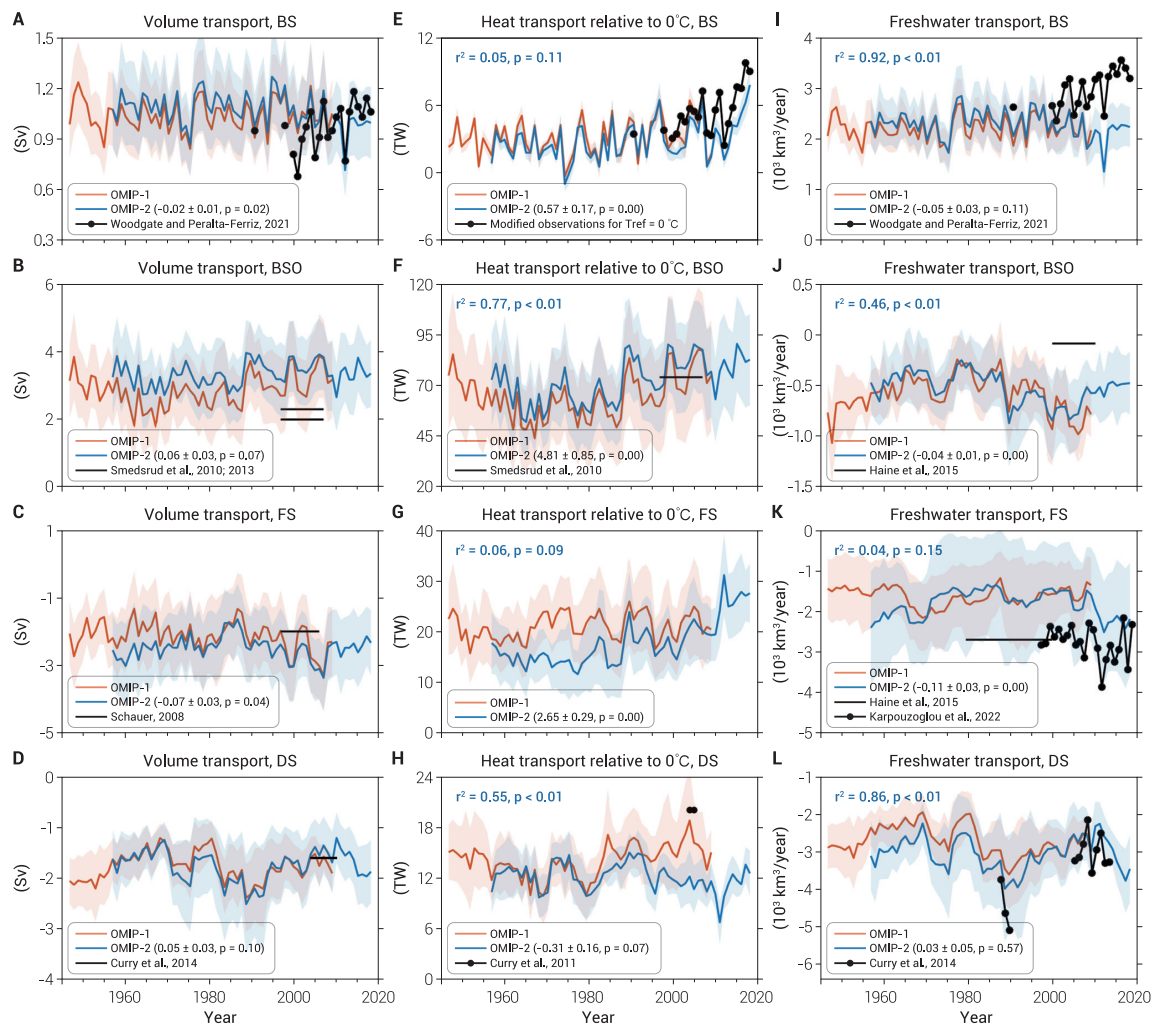 A
Volume transport, BS
1.5
1.2
0.9
0.6
0.3
(Sv)
OMIP-1
OMIP-2 (-0.02 ± 0.01, p = 0.02)
Woodgate and Peralta-Ferriz, 2021
E
Heat transport relative to 0°C, BS
r² = 0.05, p = 0.11
12
6
0
-6
(TW)
OMIP-1
OMIP-2 (0.57 ± 0.17, p = 0.00)
Modified observations for Tref = 0 °C
I
Freshwater transport, BS
r² = 0.92, p < 0.01
4
3
2
1
0
(10³ km³/year)
OMIP-1
OMIP-2 (-0.05 ± 0.03, p = 0.11)
Woodgate and Peralta-Ferriz, 2021
B
Volume transport, BSO
6
4
2
0
(Sv)
OMIP-1
OMIP-2 (0.06 ± 0.03, p = 0.07)
Smedsrud et al., 2010; 2013
F
Heat transport relative to 0°C, BSO
r² = 0.77, p < 0.01
120
95
70
45
20
(TW)
OMIP-1
OMIP-2 (4.81 ± 0.85, p = 0.00)
Smedsrud et al., 2010
J
Freshwater transport, BSO
r² = 0.46, p < 0.01
0.5
0
-0.5
-1.0
-1.5
(10³ km³/year)
OMIP-1
OMIP-2 (-0.04 ± 0.01, p = 0.00)
Haine et al., 2015
C
Volume transport, FS
1
-1
-3
-5
(Sv)
OMIP-1
OMIP-2 (-0.07 ± 0.03, p = 0.04)
Schauer, 2008
G
Heat transport relative to 0°C, FS
r² = 0.06, p = 0.09
40
30
20
10
0
(TW)
OMIP-1
OMIP-2 (2.65 ± 0.29, p = 0.00)
K
Freshwater transport, FS
r² = 0.04, p = 0.15
0
-1
-2
-3
-4
-5
(10³ km³/year)
OMIP-1
OMIP-2 (-0.11 ± 0.03, p = 0.00)
Haine et al., 2015
Karpouzoglou et al., 2022
D
Volume transport, DS
0
-1
-2
-3
-4
(Sv)
OMIP-1
OMIP-2 (0.05 ± 0.03, p = 0.10)
Curry et al., 2014
1960
1980
2000
2020
Year
H
Heat transport relative to 0°C, DS
r² = 0.55, p < 0.01
24
18
12
6
0
(TW)
OMIP-1
OMIP-2 (-0.31 ± 0.16, p = 0.07)
Curry et al., 2011
1960
1980
2000
2020
Year
L
Freshwater transport, DS
r² = 0.86, p < 0.01
-1
-2
-3
-4
-5
-6
(10³ km³/year)
OMIP-1
OMIP-2 (0.03 ± 0.05, p = 0.57)
Curry et al., 2014
1960
1980
2000
2020
Year